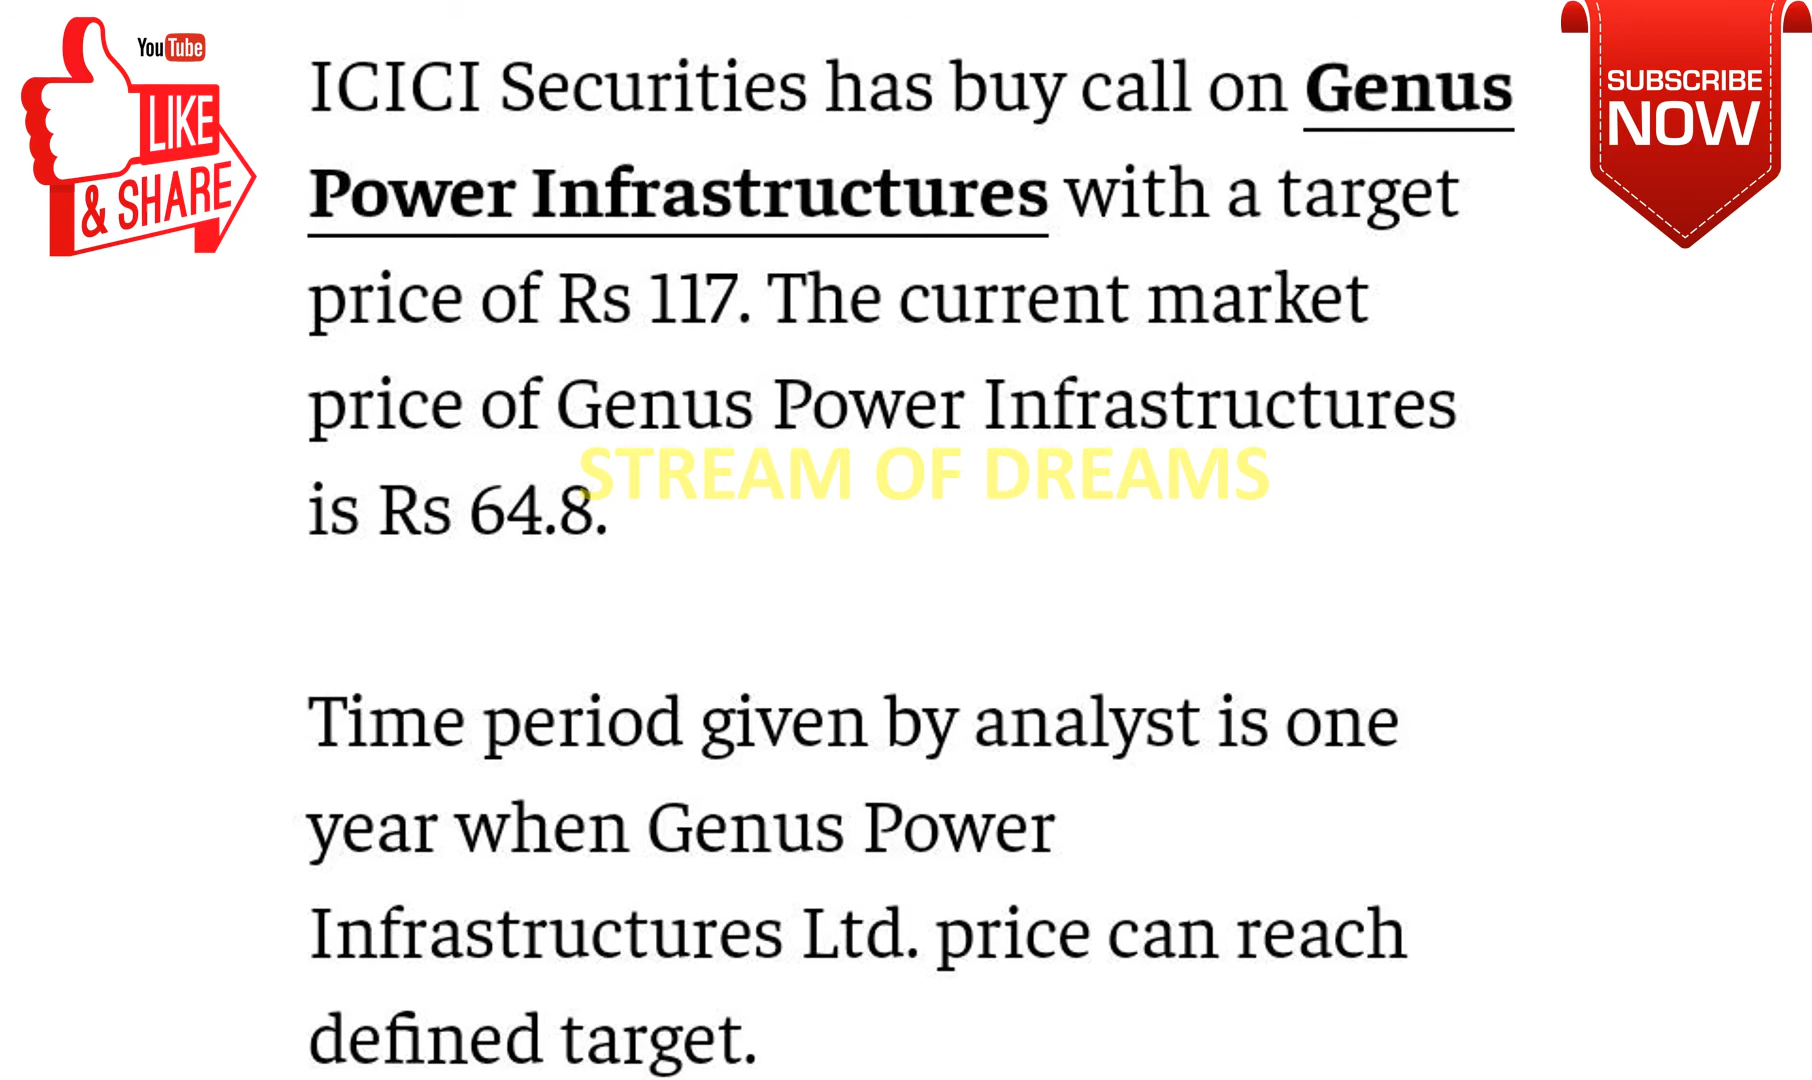 YouTube
LIKE
& SHARE
SUBSCRIBE
NOW
ICICI Securities has buy call on Genus
Power Infrastructures with a target
price of Rs 117. The current market
price of Genus Power Infrastructures
STREAM OF DREAMS
is Rs 64.8.
Time period given by analyst is one
year when Genus Power
Infrastructures Ltd. price can reach
defined target.